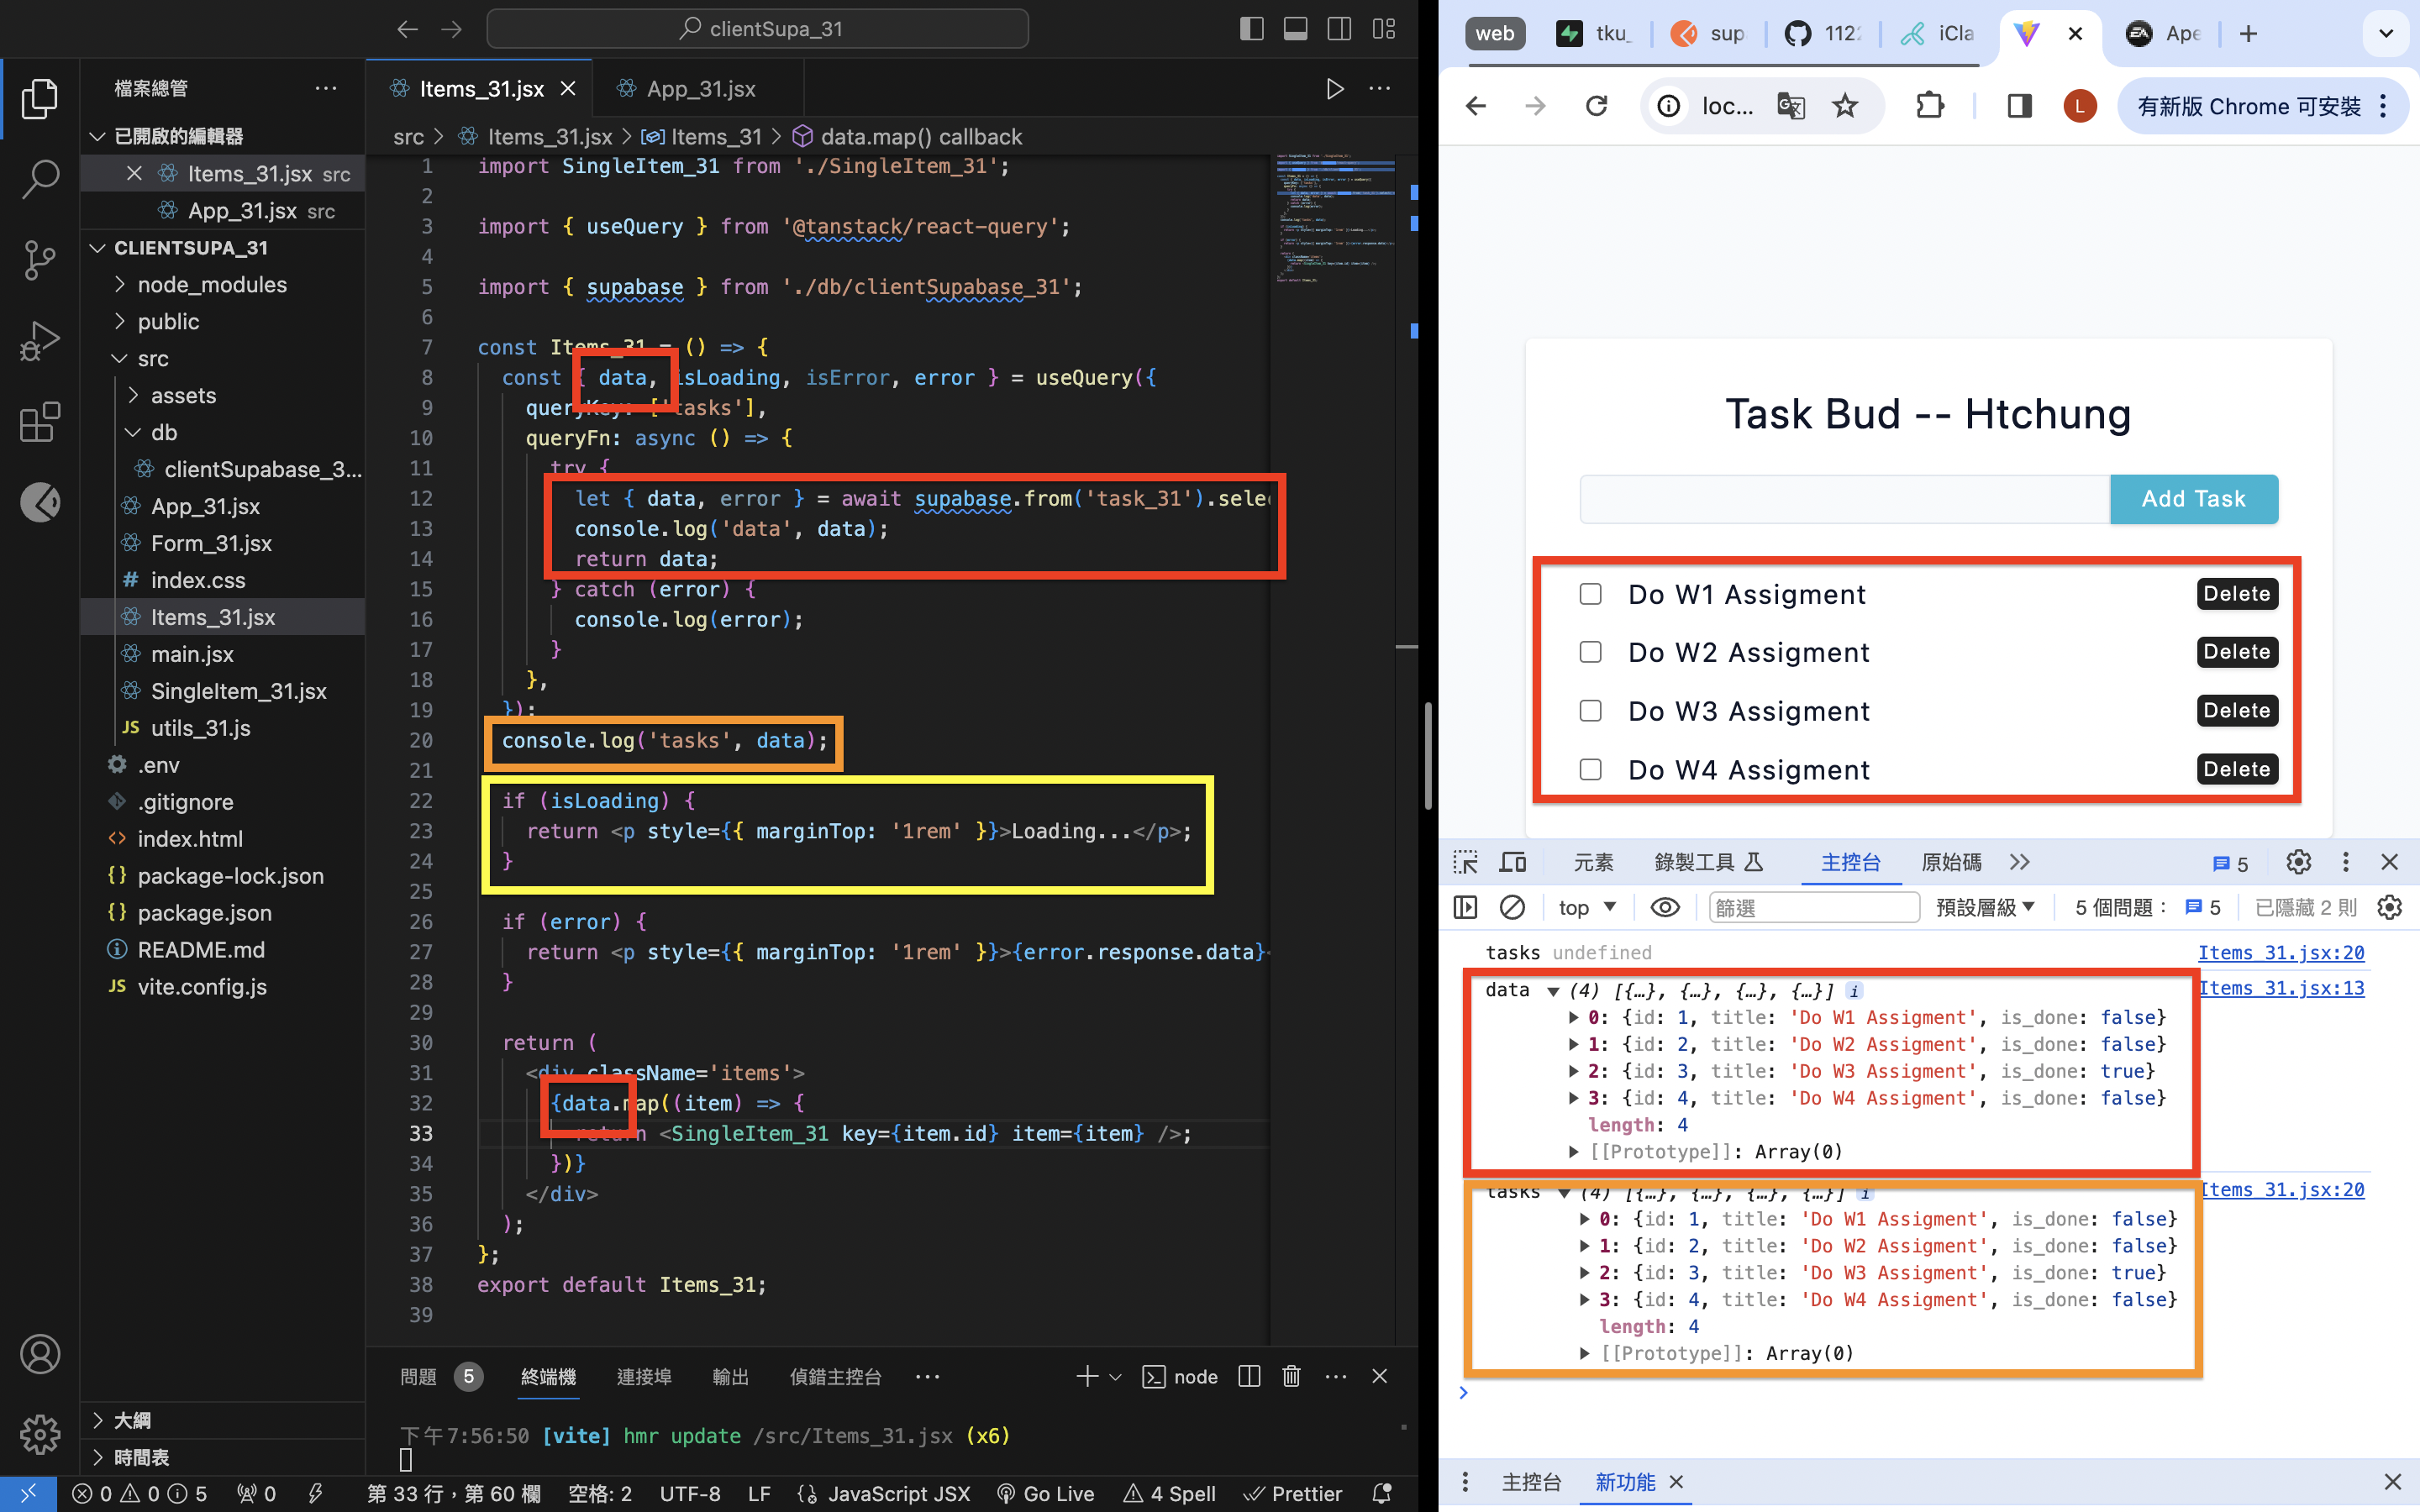 clientSupa_31
檔案總管
已開啟的編輯器
Items_31.jsx src
App_31.jsx src
CLIENTSUPA_31
node_modules
public
src
assets
db
clientSupabase_3...
App_31.jsx
Form_31.jsx
index.css
Items_31.jsx
main.jsx
SingleItem_31.jsx
utils_31.js
.env
.gitignore
index.html
package-lock.json
package.json
README.md
vite.config.js
大綱
時間表
Items_31.jsx
App_31.jsx
src > Items_31.jsx > Items_31 > data.map() callback
1 import SingleItem_31 from './SingleItem_31';
2
3 import { useQuery } from '@tanstack/react-query';
4
5 import { supabase } from './db/clientSupabase_31';
6
7 const Items_31 = () => {
8 const { data, isLoading, isError, error } = useQuery({
9 queryKey: ['tasks'],
10 queryFn: async () => {
11 try {
12 let { data, error } = await supabase.from('task_31').selec
13 console.log('data', data);
14 return data;
15 } catch (error) {
16 console.log(error);
17 }
18 },
19 });
20 console.log('tasks', data);
21
22 if (isLoading) {
23 return <p style={{ marginTop: '1rem' }}>Loading...</p>;
24 }
25
26 if (error) {
27 return <p style={{ marginTop: '1rem' }}>{error.response.data}<
28 }
29
30 return (
31 <div className='items'>
32 {data.map((item) => {
33 return <SingleItem_31 key={item.id} item={item} />;
34 })}
35 </div>
36 );
37 };
38 export default Items_31;
39
問題 5 終端機 連接埠 輸出 偵錯主控台 node
下午7:56:50 [vite] hmr update /src/Items_31.jsx (x6)
0 0 5 0 第 33 行，第 60 欄 空格: 2 UTF-8 LF JavaScript JSX Go Live 4 Spell Prettier
web tku_ sup 112 iCla Ape
loc... L 有新版 Chrome 可安裝
Task Bud -- Htchung
Add Task
Do W1 Assigment Delete
Do W2 Assigment Delete
Do W3 Assigment Delete
Do W4 Assigment Delete
元素 錄製工具 主控台 原始碼 5
top 篩選 預設層級 5 個問題： 5 已隱藏 2 則
tasks undefined Items_31.jsx:20
data (4) [{…}, {…}, {…}, {…}] Items_31.jsx:13
0: {id: 1, title: 'Do W1 Assigment', is_done: false}
1: {id: 2, title: 'Do W2 Assigment', is_done: false}
2: {id: 3, title: 'Do W3 Assigment', is_done: true}
3: {id: 4, title: 'Do W4 Assigment', is_done: false}
length: 4
[[Prototype]]: Array(0)
tasks (4) [{…}, {…}, {…}, {…}] Items_31.jsx:20
0: {id: 1, title: 'Do W1 Assigment', is_done: false}
1: {id: 2, title: 'Do W2 Assigment', is_done: false}
2: {id: 3, title: 'Do W3 Assigment', is_done: true}
3: {id: 4, title: 'Do W4 Assigment', is_done: false}
length: 4
[[Prototype]]: Array(0)
主控台 新功能